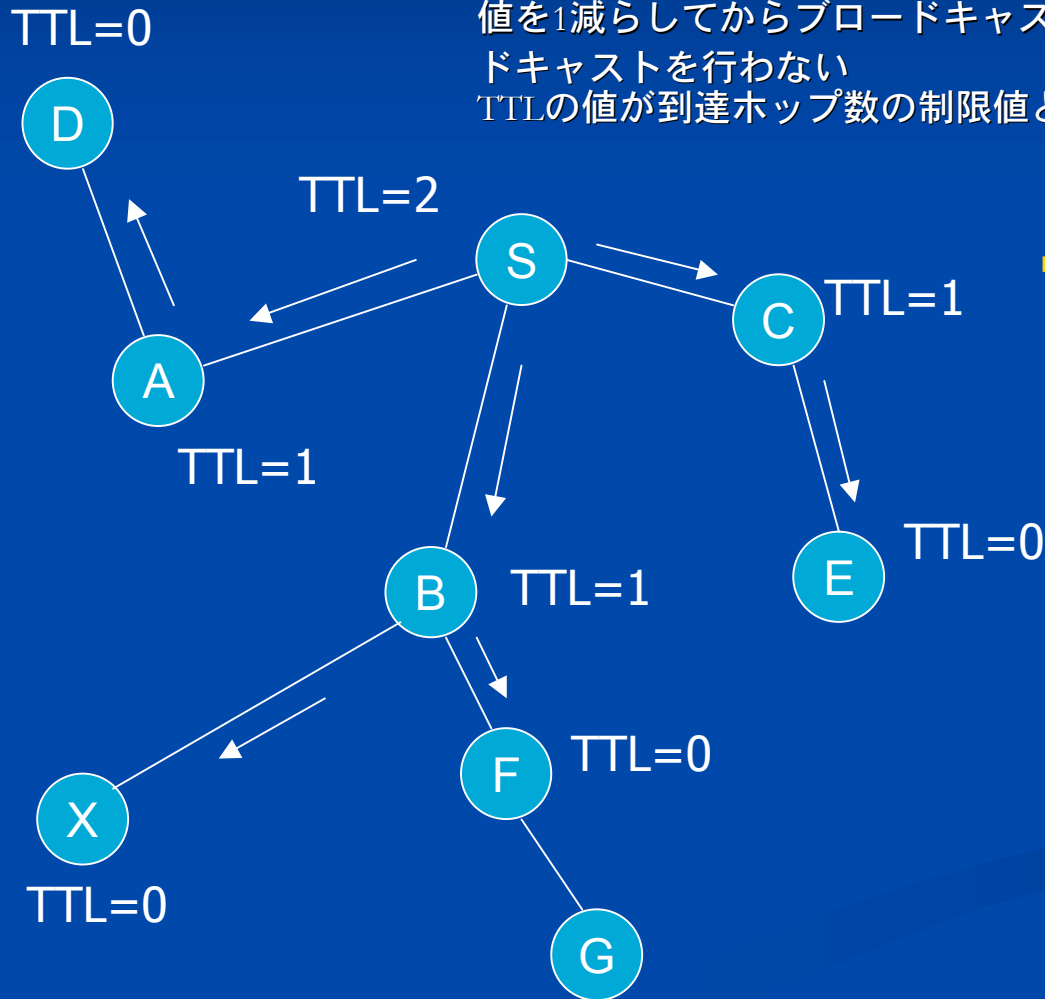 TTL=0
値を1減らしてからブロードキャス
ドキャストを行わない
TTLの値が到達ホップ数の制限値と
D
TTL=2
S
C
TTL=1
A
TTL=1
TTL=0
E
B
TTL=1
F
TTL=0
X
TTL=0
G